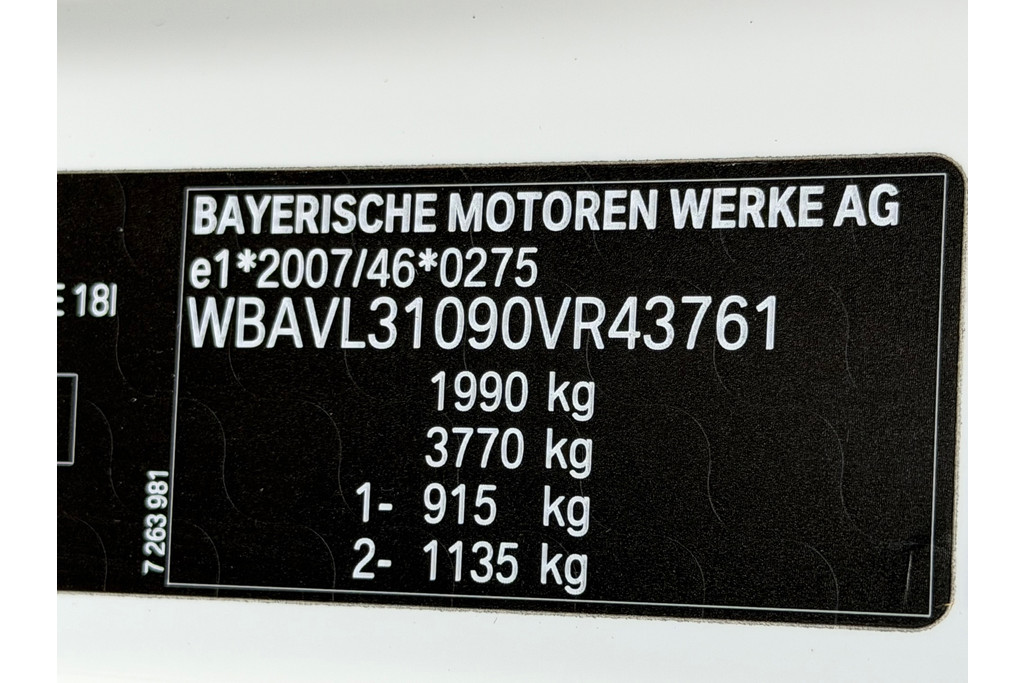 BAYERISCHE MOTOREN WERKE AG
e1*2007/46*0275
E 18I
WBAVL31090VR43761
1990 kg
3770 kg
1- 915 kg
2- 1135 kg
7 263 981